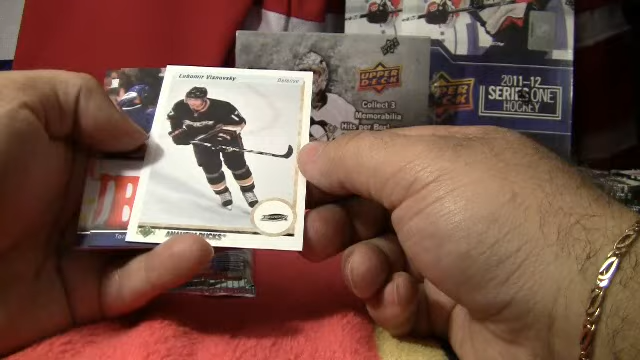 Lubomir Visnovsky Defense
UPPER DECK
Collect 3
Memorabilia
Hits per Box
UPPER DECK
2011-12
SERIES ONE
HOCKEY
ANAHEIM DUCKS